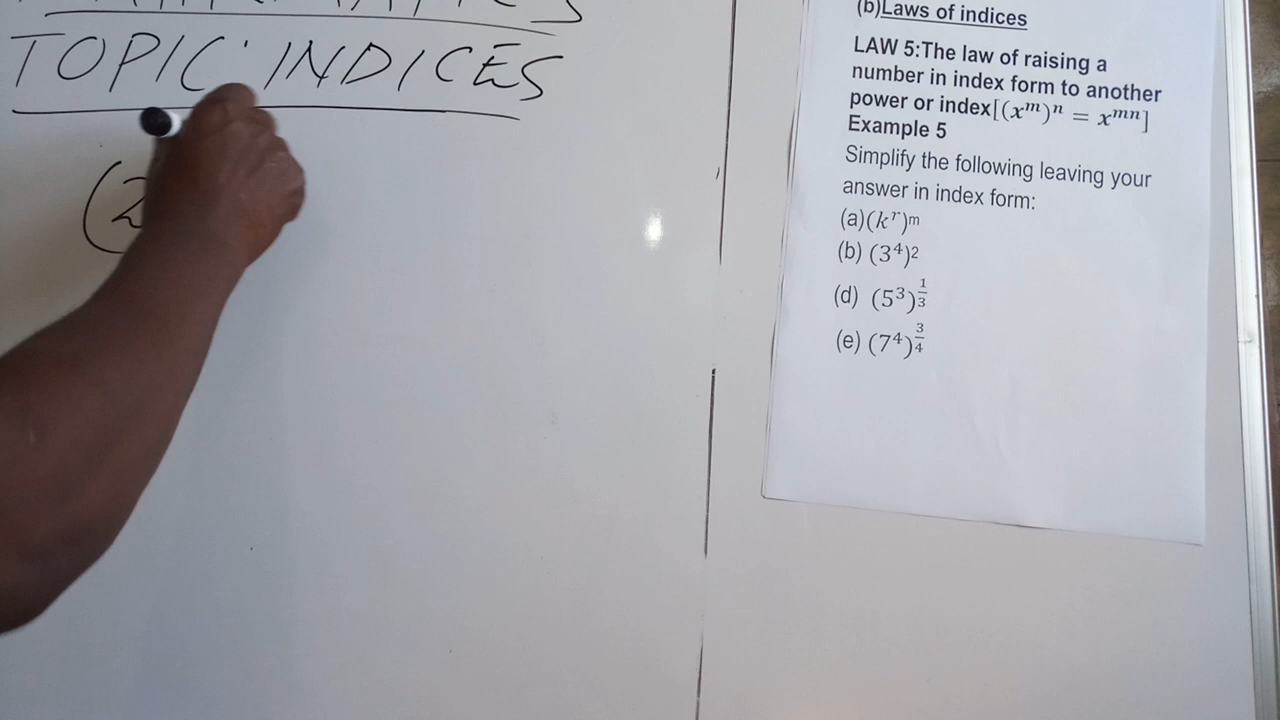 TOPIC: INDICES
(2
(b)Laws of indices
LAW 5:The law of raising a
number in index form to another
power or index[(xᵐ)ⁿ = xᵐⁿ]
Example 5
Simplify the following leaving your
answer in index form:
(a)(kʳ)ᵐ
(b) (3⁴)²
(d) (5³)^(1/3)
(e) (7⁴)^(3/4)